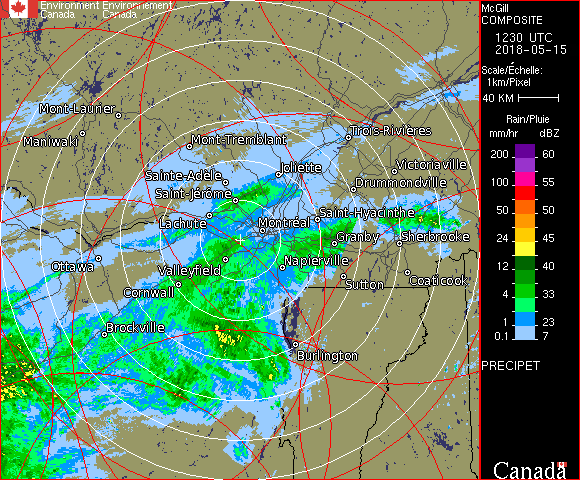 Environment Environnement
Canada Canada
McGill
COMPOSITE
1230 UTC
2018-05-15
Scale/Échelle:
1km/Pixel
40 KM
Rain/Pluie
mm/hr dBZ
200 60
100 55
50 50
24 45
12 40
4 33
1 23
0.1 7
PRECIPET
Canada
Mont-Laurier
Maniwaki
Mont-Tremblant
Trois-Rivières
Sainte-Adèle
Joliette
Victoriaville
Saint-Jérôme
Drummondville
Lachute
Montréal
Saint-Hyacinthe
Granby
Sherbrooke
Ottawa
Valleyfield
Napierville
Cornwall
Sutton
Coaticook
Brockville
Burlington